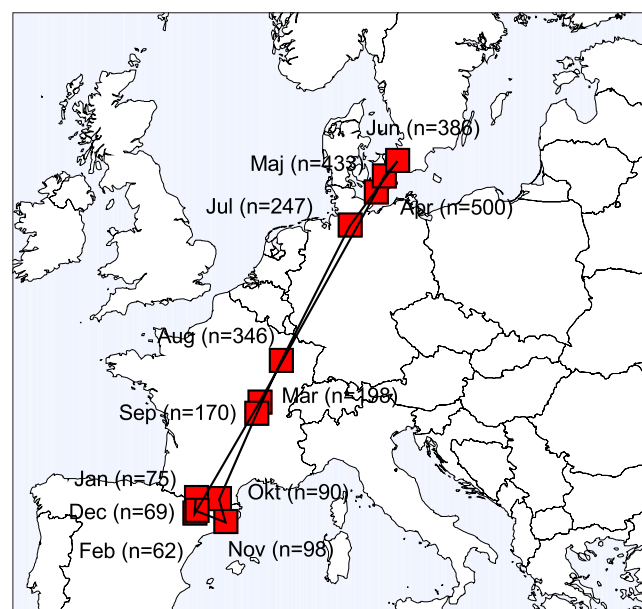 Jun (n=386)
Maj (n=433)
Jul (n=247)
Apr (n=500)
Aug (n=346)
Mar (n=198)
Sep (n=170)
Jan (n=75)
Okt (n=90)
Dec (n=69)
Feb (n=62)
Nov (n=98)